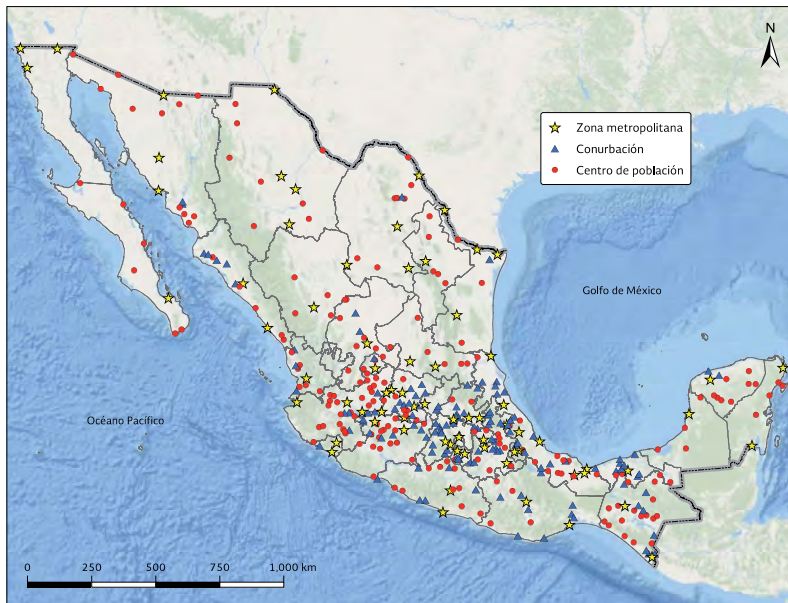 N
Zona metropolitana
Conurbación
Centro de población
Golfo de México
Océano Pacífico
0 250 500 750 1,000 km